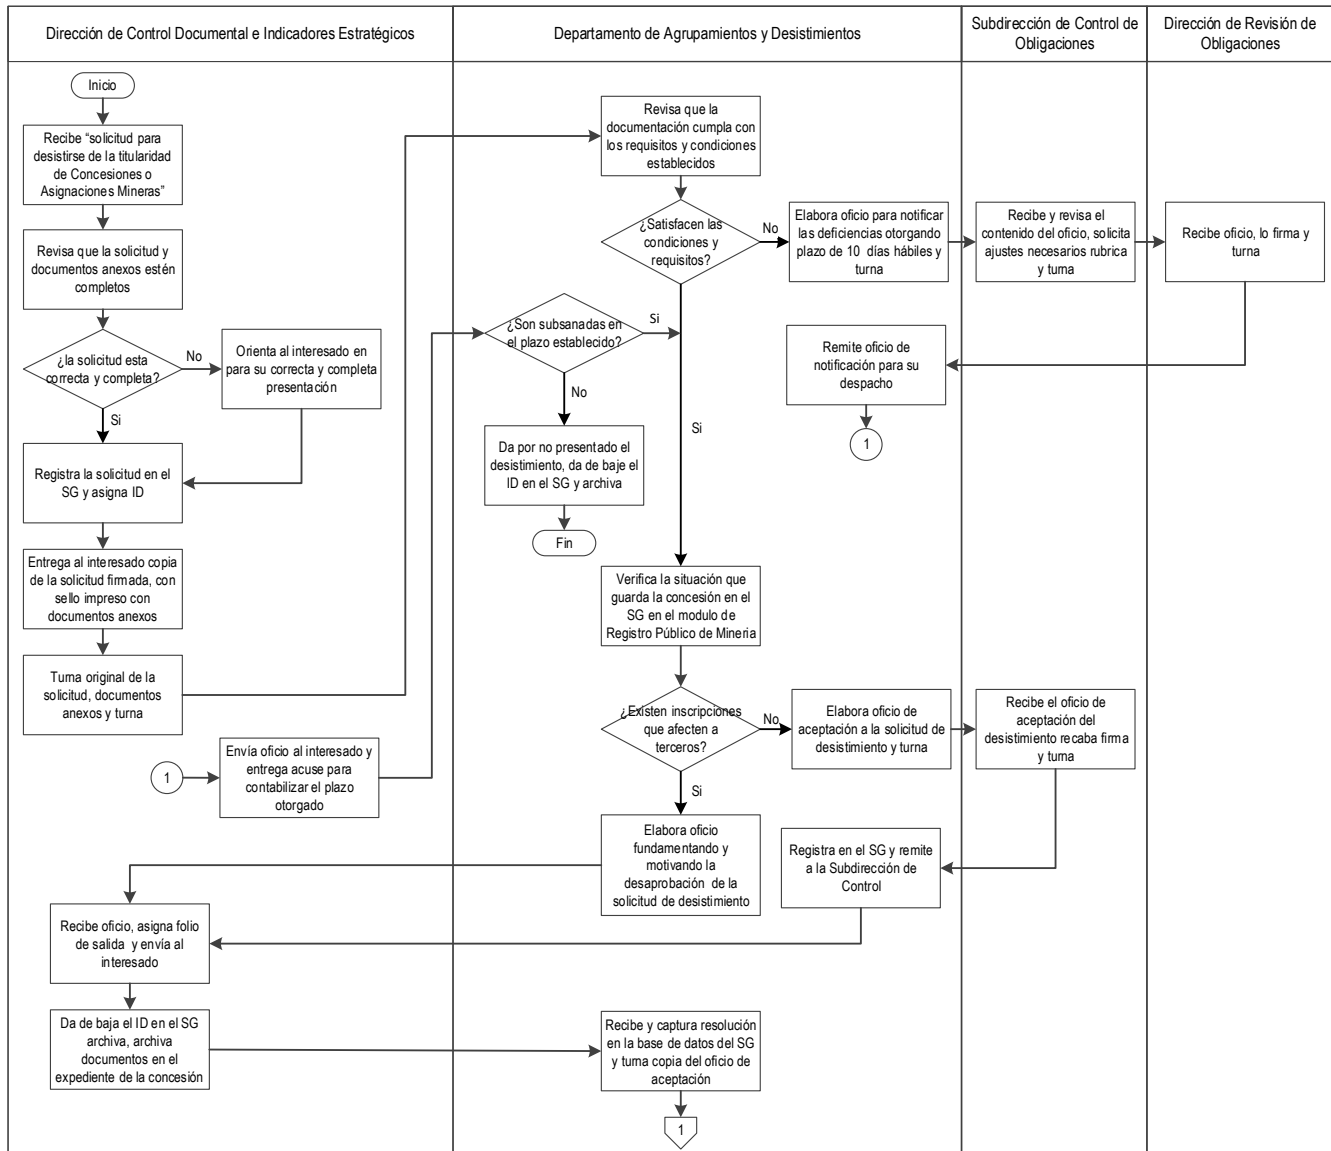 Dirección de Control Documental e Indicadores Estratégicos
Departamento de Agrupamientos y Desistimientos
Subdirección de Control de
Obligaciones
Dirección de Revisión de
Obligaciones
Inicio
Recibe “solicitud para
desistirse de la titularidad
de Concesiones o
Asignaciones Mineras”
Revisa que la solicitud y
documentos anexos estén
completos
¿la solicitud esta
correcta y completa?
No
Orienta al interesado en
para su correcta y completa
presentación
Si
Registra la solicitud en el
SG y asigna ID
Entrega al interesado copia
de la solicitud firmada, con
sello impreso con
documentos anexos
Turna original de la
solicitud, documentos
anexos y turna
1
Envía oficio al interesado y
entrega acuse para
contabilizar el plazo
otorgado
Recibe oficio, asigna folio
de salida y envía al
interesado
Da de baja el ID en el SG
archiva, archiva
documentos en el
expediente de la concesión
Revisa que la
documentación cumpla con
los requisitos y condiciones
establecidos
¿Satisfacen las
condiciones y
requisitos?
No
Elabora oficio para notificar
las deficiencias otorgando
plazo de 10 días hábiles y
turna
Recibe y revisa el
contenido del oficio, solicita
ajustes necesarios rubrica
y turna
Recibe oficio, lo firma y
turna
¿Son subsanadas en
el plazo establecido?
Si
No
Da por no presentado el
desistimiento, da de baje el
ID en el SG y archiva
Fin
Remite oficio de
notificación para su
despacho
1
Si
Verifica la situación que
guarda la concesión en el
SG en el modulo de
Registro Público de Mineria
¿Existen inscripciones
que afecten a
terceros?
No
Elabora oficio de
aceptación a la solicitud de
desistimiento y turna
Recibe el oficio de
aceptación del
desistimiento recaba firma
y turna
Si
Elabora oficio
fundamentando y
motivando la
desaprobación de la
solicitud de desistimiento
Registra en el SG y remite
a la Subdirección de
Control
Recibe y captura resolución
en la base de datos del SG
y turna copia del oficio de
aceptación
1